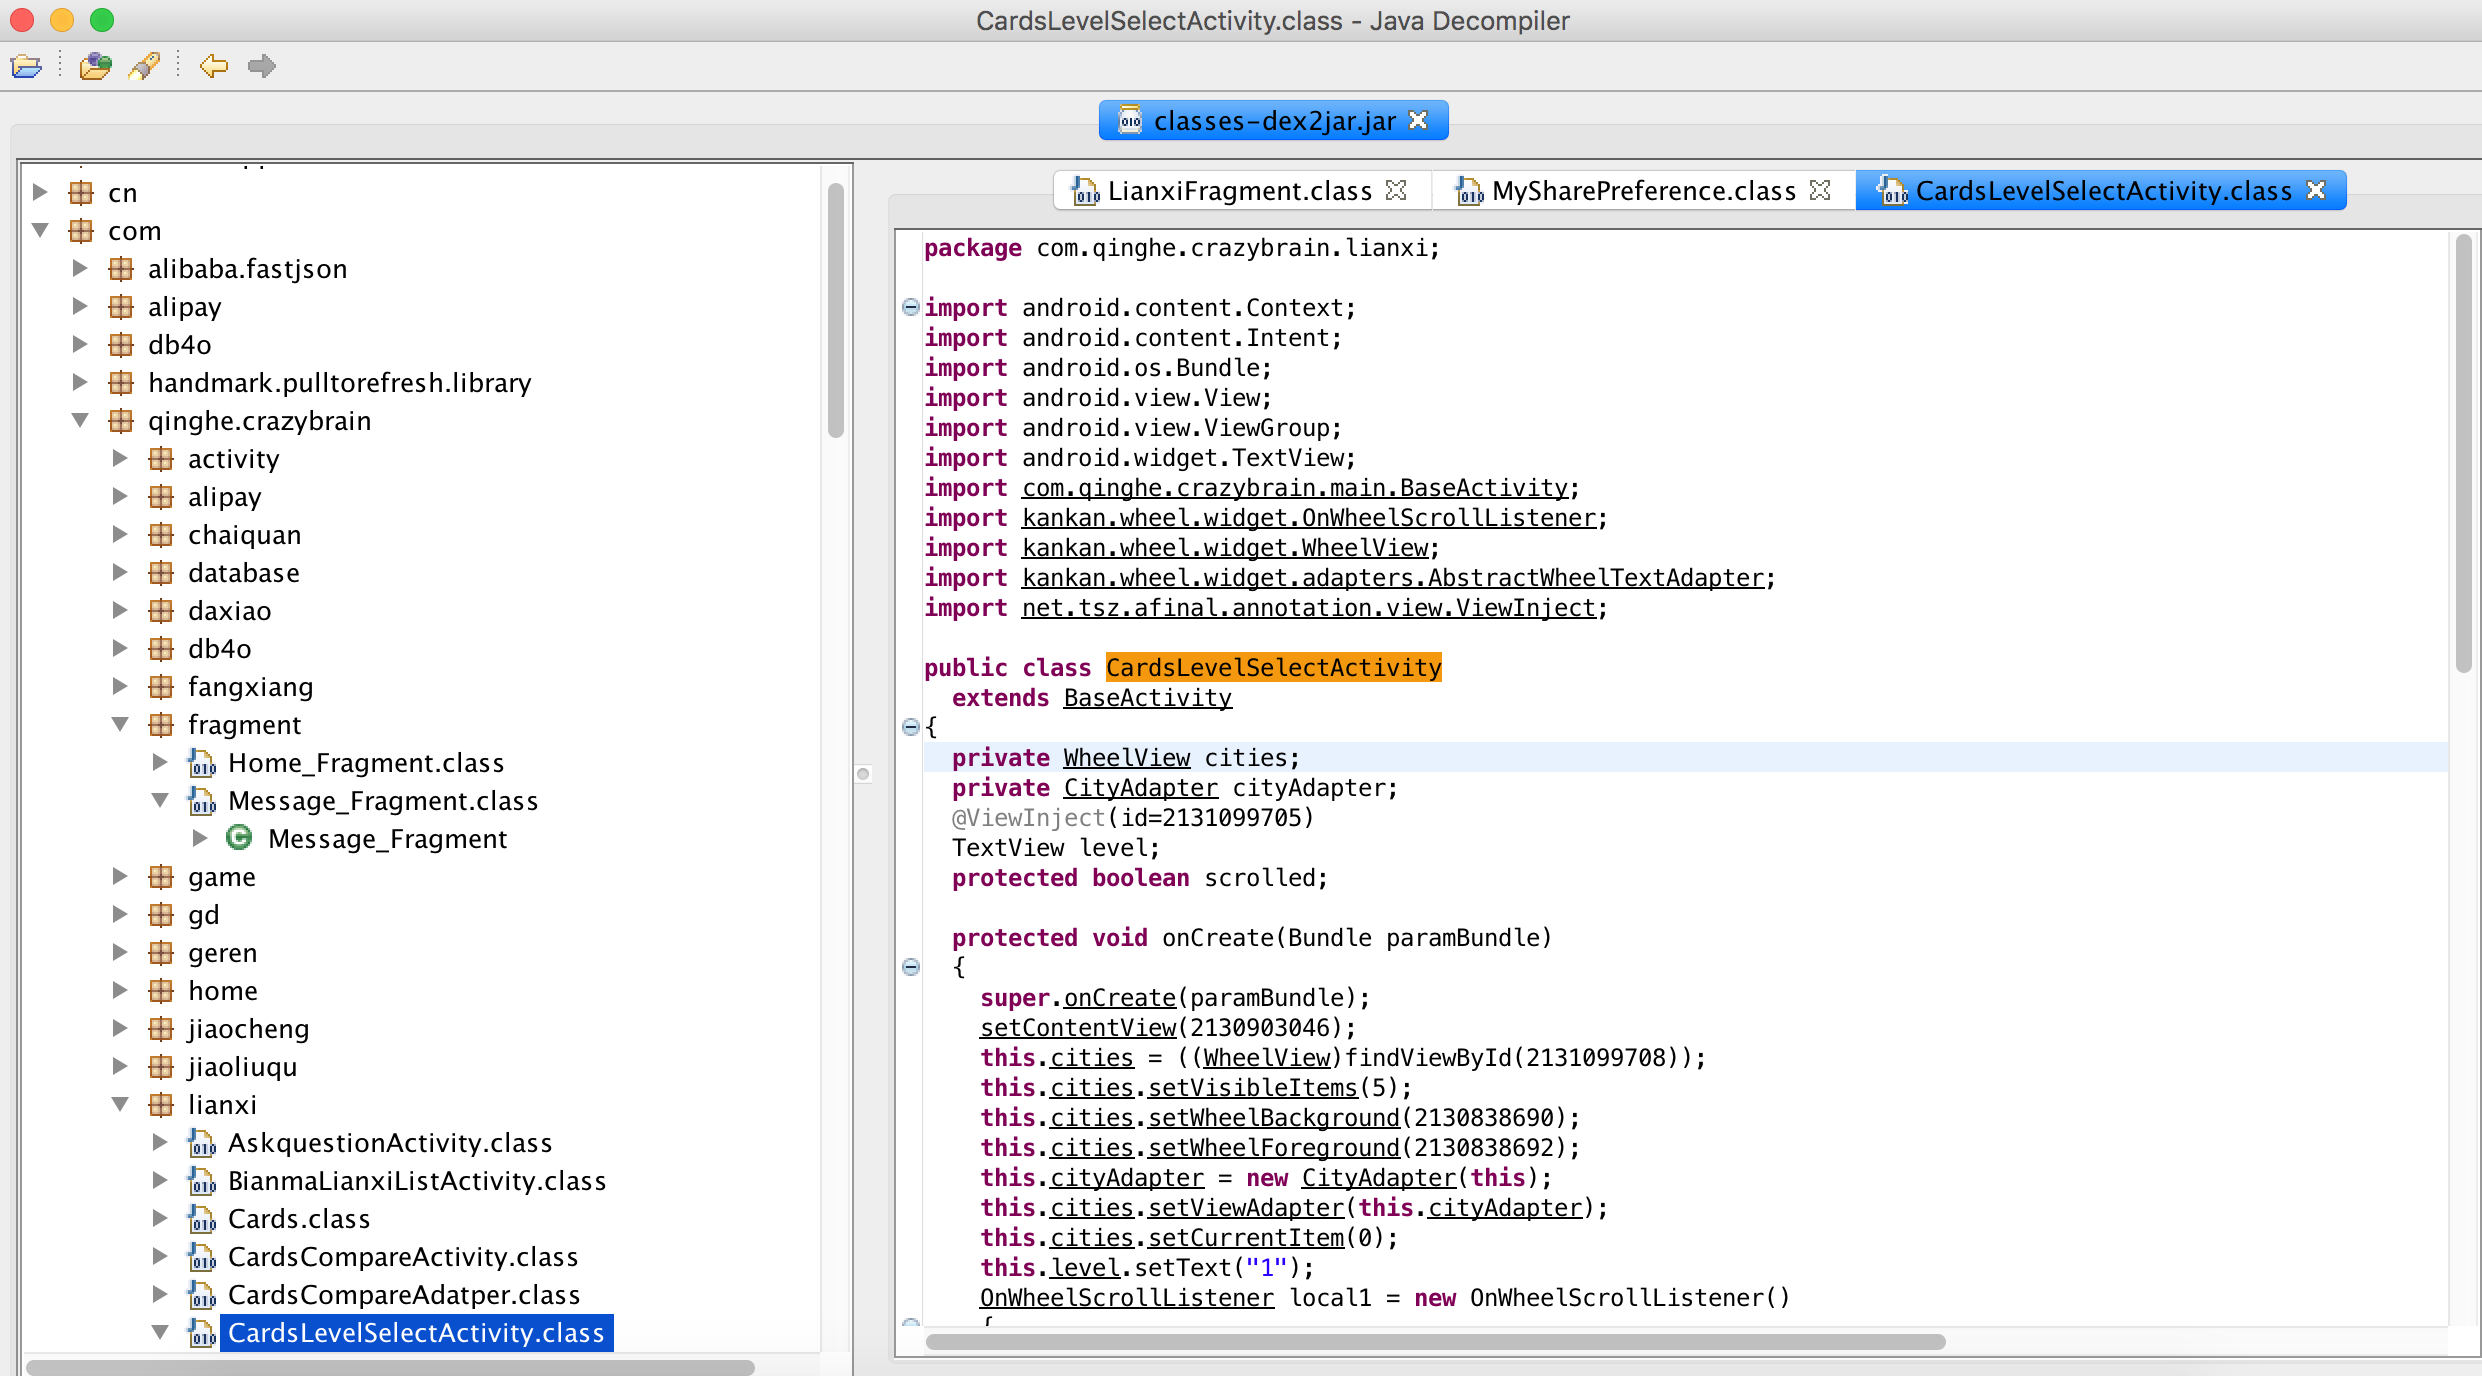 CardsLevelSelectActivity.class - Java Decompiler
classes-dex2jar.jar
cn
com
alibaba.fastjson
alipay
db4o
handmark.pulltorefresh.library
qinghe.crazybrain
activity
alipay
chaiquan
database
daxiao
db4o
fangxiang
fragment
Home_Fragment.class
Message_Fragment.class
Message_Fragment
game
gd
geren
home
jiaocheng
jiaoliuqu
lianxi
AskquestionActivity.class
BianmaLianxiListActivity.class
Cards.class
CardsCompareActivity.class
CardsCompareAdatper.class
CardsLevelSelectActivity.class
LianxiFragment.class MySharePreference.class CardsLevelSelectActivity.class
package com.qinghe.crazybrain.lianxi;
import android.content.Context;
import android.content.Intent;
import android.os.Bundle;
import android.view.View;
import android.view.ViewGroup;
import android.widget.TextView;
import com.qinghe.crazybrain.main.BaseActivity;
import kankan.wheel.widget.OnWheelScrollListener;
import kankan.wheel.widget.WheelView;
import kankan.wheel.widget.adapters.AbstractWheelTextAdapter;
import net.tsz.afinal.annotation.view.ViewInject;
public class CardsLevelSelectActivity
extends BaseActivity
{
private WheelView cities;
private CityAdapter cityAdapter;
@ViewInject(id=2131099705)
TextView level;
protected boolean scrolled;
protected void onCreate(Bundle paramBundle)
{
super.onCreate(paramBundle);
setContentView(2130903046);
this.cities = ((WheelView)findViewById(2131099708));
this.cities.setVisibleItems(5);
this.cities.setWheelBackground(2130838690);
this.cities.setWheelForeground(2130838692);
this.cityAdapter = new CityAdapter(this);
this.cities.setViewAdapter(this.cityAdapter);
this.cities.setCurrentItem(0);
this.level.setText("1");
OnWheelScrollListener local1 = new OnWheelScrollListener()
{